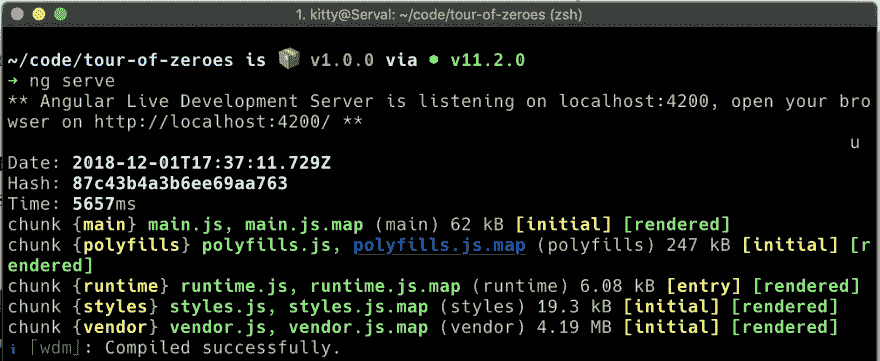 1. kitty@Serval: ~/code/tour-of-zeroes (zsh)
~/code/tour-of-zeroes is 📦 v1.0.0 via ● v11.2.0
➜ ng serve
** Angular Live Development Server is listening on localhost:4200, open your bro
wser on http://localhost:4200/ **
u
Date: 2018-12-01T17:37:11.729Z
Hash: 87c43b4a3b6ee69aa763
Time: 5657ms
chunk {main} main.js, main.js.map (main) 62 kB [initial] [rendered]
chunk {polyfills} polyfills.js, polyfills.js.map (polyfills) 247 kB [initial] [r
endered]
chunk {runtime} runtime.js, runtime.js.map (runtime) 6.08 kB [entry] [rendered]
chunk {styles} styles.js, styles.js.map (styles) 19.3 kB [initial] [rendered]
chunk {vendor} vendor.js, vendor.js.map (vendor) 4.19 MB [initial] [rendered]
ℹ ｢wdm｣: Compiled successfully.